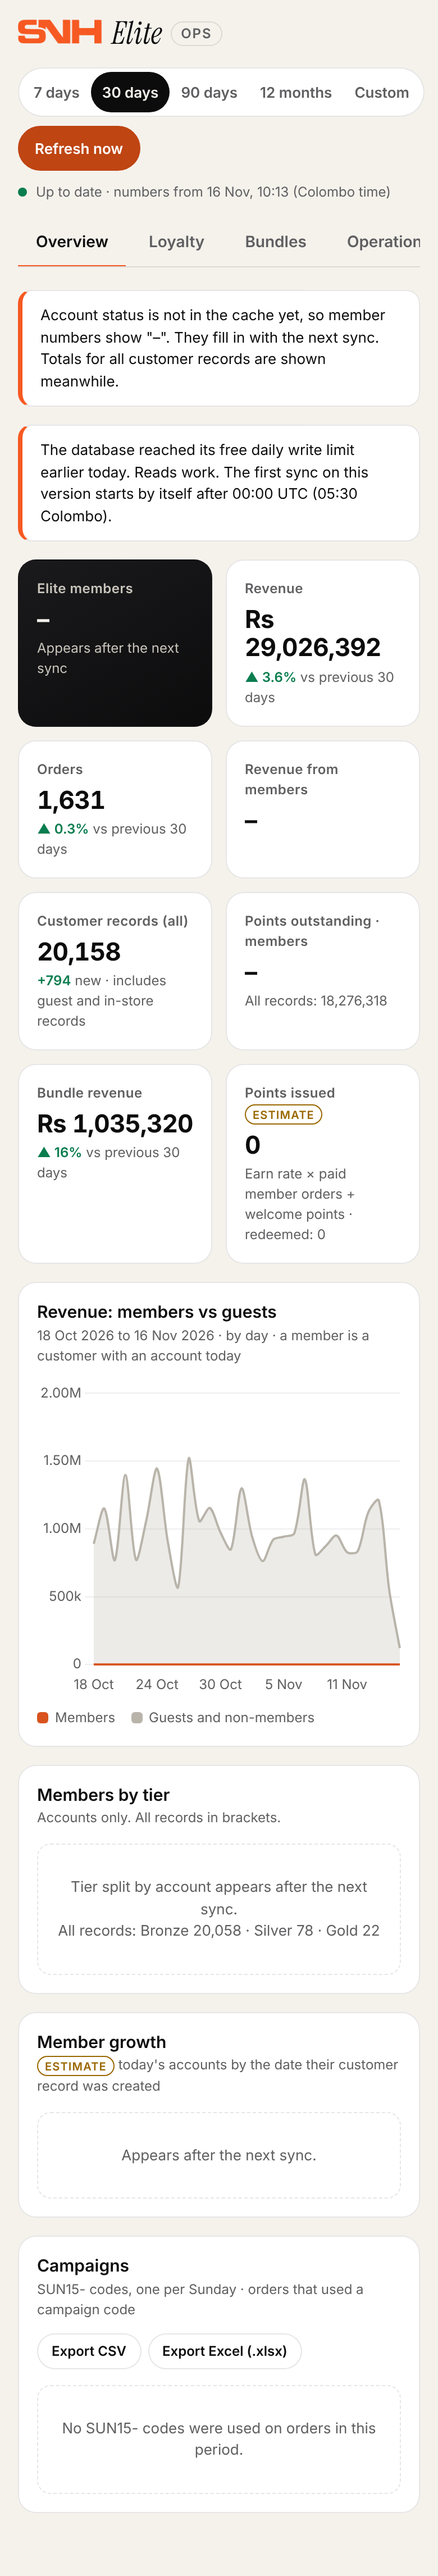 SNH Elite OPS
7 days 30 days 90 days 12 months Custom
Refresh now
Up to date · numbers from 16 Nov, 10:13 (Colombo time)
Overview Loyalty Bundles Operation
Account status is not in the cache yet, so member
numbers show "–". They fill in with the next sync.
Totals for all customer records are shown
meanwhile.
The database reached its free daily write limit
earlier today. Reads work. The first sync on this
version starts by itself after 00:00 UTC (05:30
Colombo).
Elite members
–
Appears after the next
sync
Revenue
Rs
29,026,392
▲ 3.6% vs previous 30
days
Orders
1,631
▲ 0.3% vs previous 30
days
Revenue from
members
–
Customer records (all)
20,158
+794 new · includes
guest and in-store
records
Points outstanding ·
members
–
All records: 18,276,318
Bundle revenue
Rs 1,035,320
▲ 16% vs previous 30
days
Points issued
ESTIMATE
0
Earn rate × paid
member orders +
welcome points ·
redeemed: 0
Revenue: members vs guests
18 Oct 2026 to 16 Nov 2026 · by day · a member is a
customer with an account today
2.00M
1.50M
1.00M
500k
0
18 Oct 24 Oct 30 Oct 5 Nov 11 Nov
Members Guests and non-members
Members by tier
Accounts only. All records in brackets.
Tier split by account appears after the next
sync.
All records: Bronze 20,058 · Silver 78 · Gold 22
Member growth
ESTIMATE today's accounts by the date their customer
record was created
Appears after the next sync.
Campaigns
SUN15- codes, one per Sunday · orders that used a
campaign code
Export CSV Export Excel (.xlsx)
No SUN15- codes were used on orders in this
period.